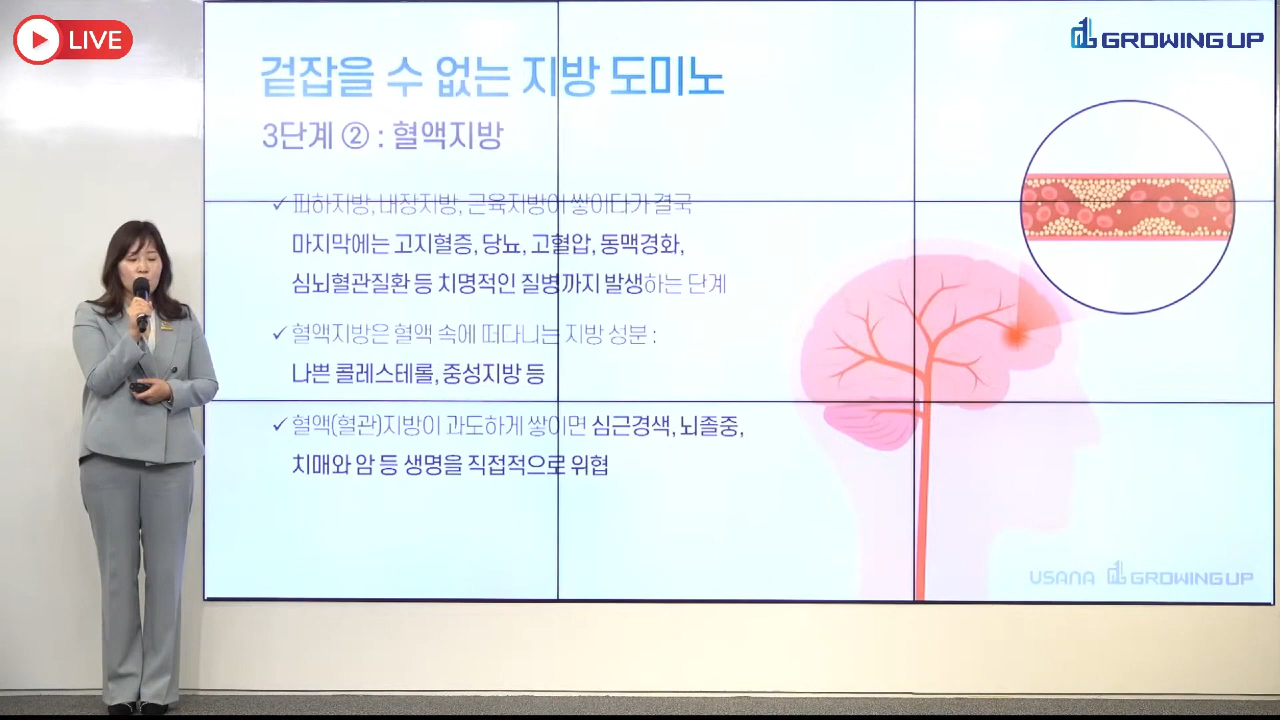 LIVE
GROWING UP
겉잡을 수 없는 지방 도미노
3단계 ② : 혈액지방
✓ 피하지방, 내장지방, 근육지방이 쌓이다가 결국
마지막에는 고지혈증, 당뇨, 고혈압, 동맥경화,
심뇌혈관질환 등 치명적인 질병까지 발생하는 단계
✓ 혈액지방은 혈액 속에 떠다니는 지방 성분 :
나쁜 콜레스테롤, 중성지방 등
✓ 혈액(혈관)지방이 과도하게 쌓이면 심근경색, 뇌졸중,
치매와 암 등 생명을 직접적으로 위협
USANA GROWING UP